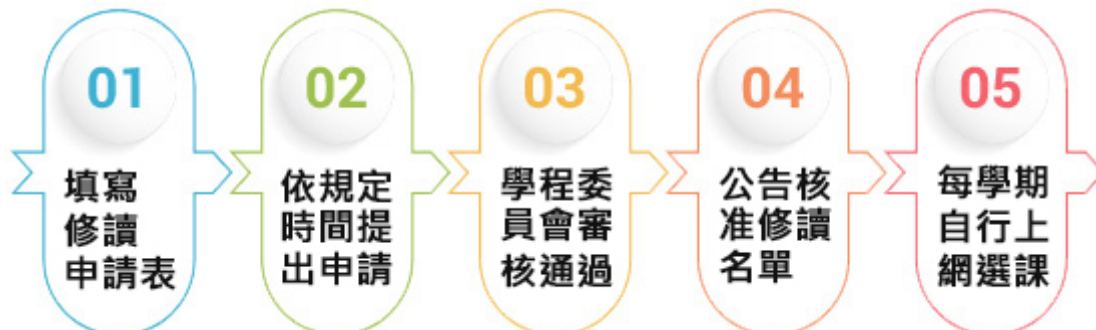 01
填寫
修讀
申請表
02
依規定
時間提
出申請
03
學程委
員會審
核通過
04
公告核
准修讀
名單
05
每學期
自行上
網選課